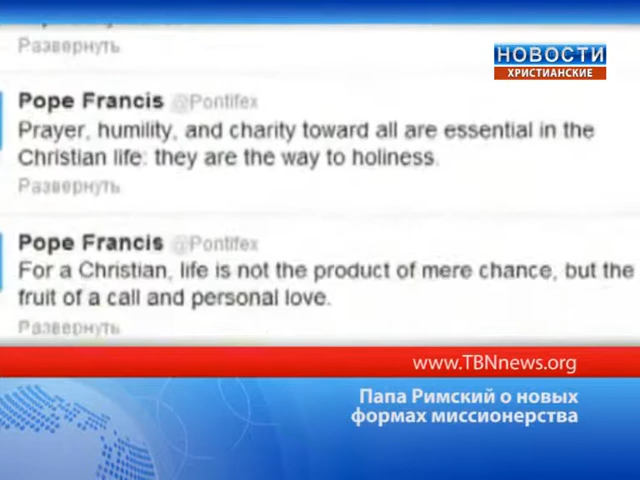 Развернуть
НОВОСТИ
ХРИСТИАНСКИЕ
Pope Francis @Pontifex
Prayer, humility, and charity toward all are essential in the
Christian life: they are the way to holiness.
Развернуть
Pope Francis @Pontifex
For a Christian, life is not the product of mere chance, but the
fruit of a call and personal love.
Развернуть
www.TBNnews.org
Папа Римский о новых
формах миссионерства